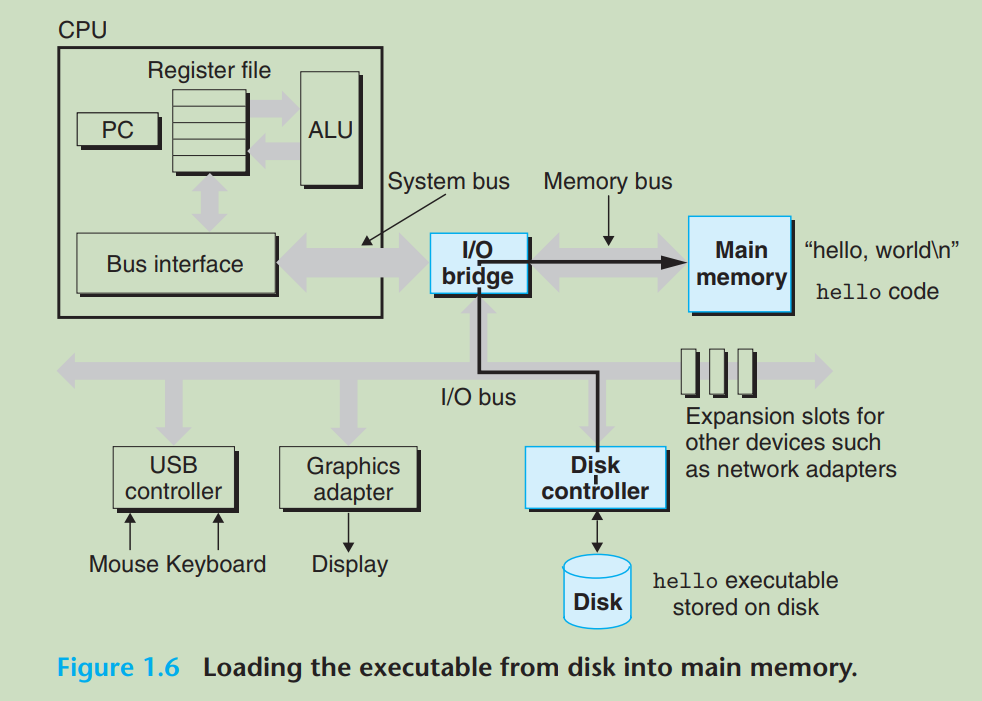 CPU
Register file
PC
ALU
System bus
Memory bus
Bus interface
I/O
bridge
Main
memory
“hello, world\n”
hello code
I/O bus
Expansion slots for
other devices such
as network adapters
USB
controller
Graphics
adapter
Disk
controller
Mouse Keyboard
Display
Disk
hello executable
stored on disk
Figure 1.6 Loading the executable from disk into main memory.